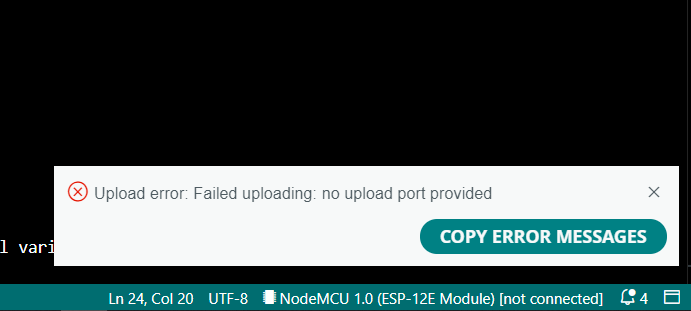 Upload error: Failed uploading: no upload port provided
COPY ERROR MESSAGES
l vari
Ln 24, Col 20 UTF-8 NodeMCU 1.0 (ESP-12E Module) [not connected] 4